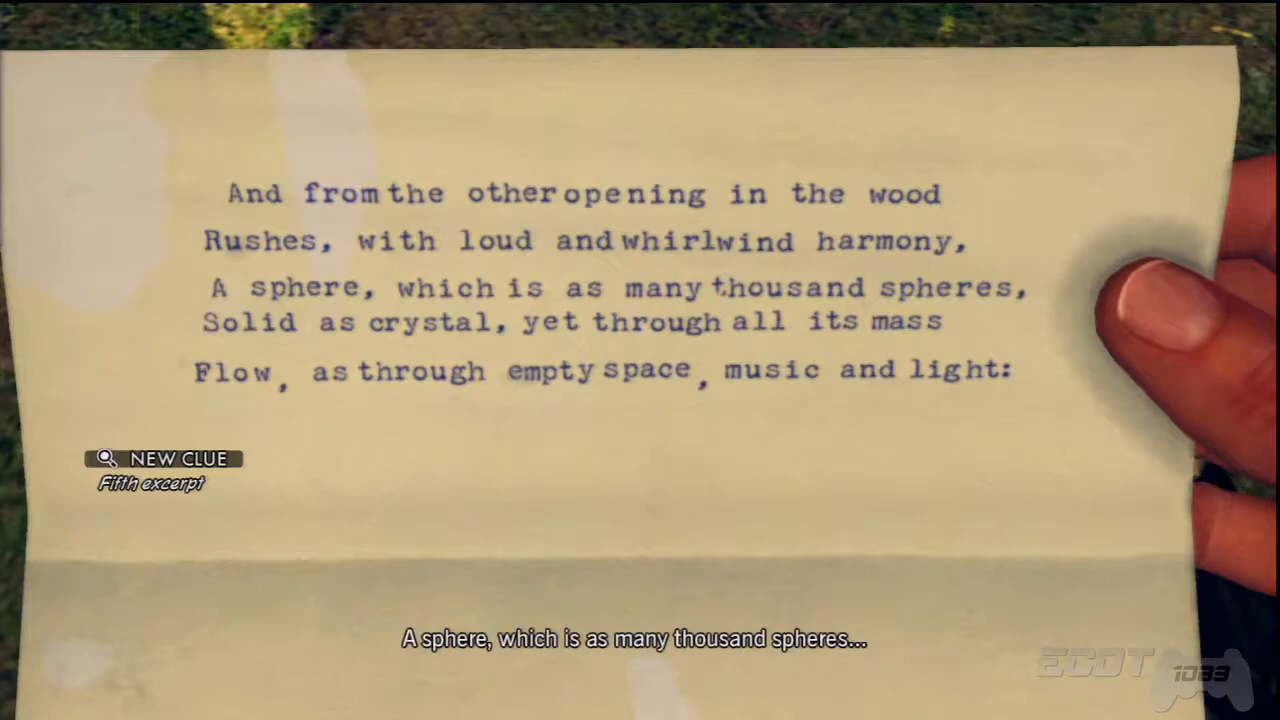 And from the other opening in the wood
Rushes, with loud and whirlwind harmony,
A sphere, which is as many thousand spheres,
Solid as crystal, yet through all its mass
Flow, as through empty space, music and light:
NEW CLUE
Fifth excerpt
A sphere, which is as many thousand spheres...
EGOT
1089